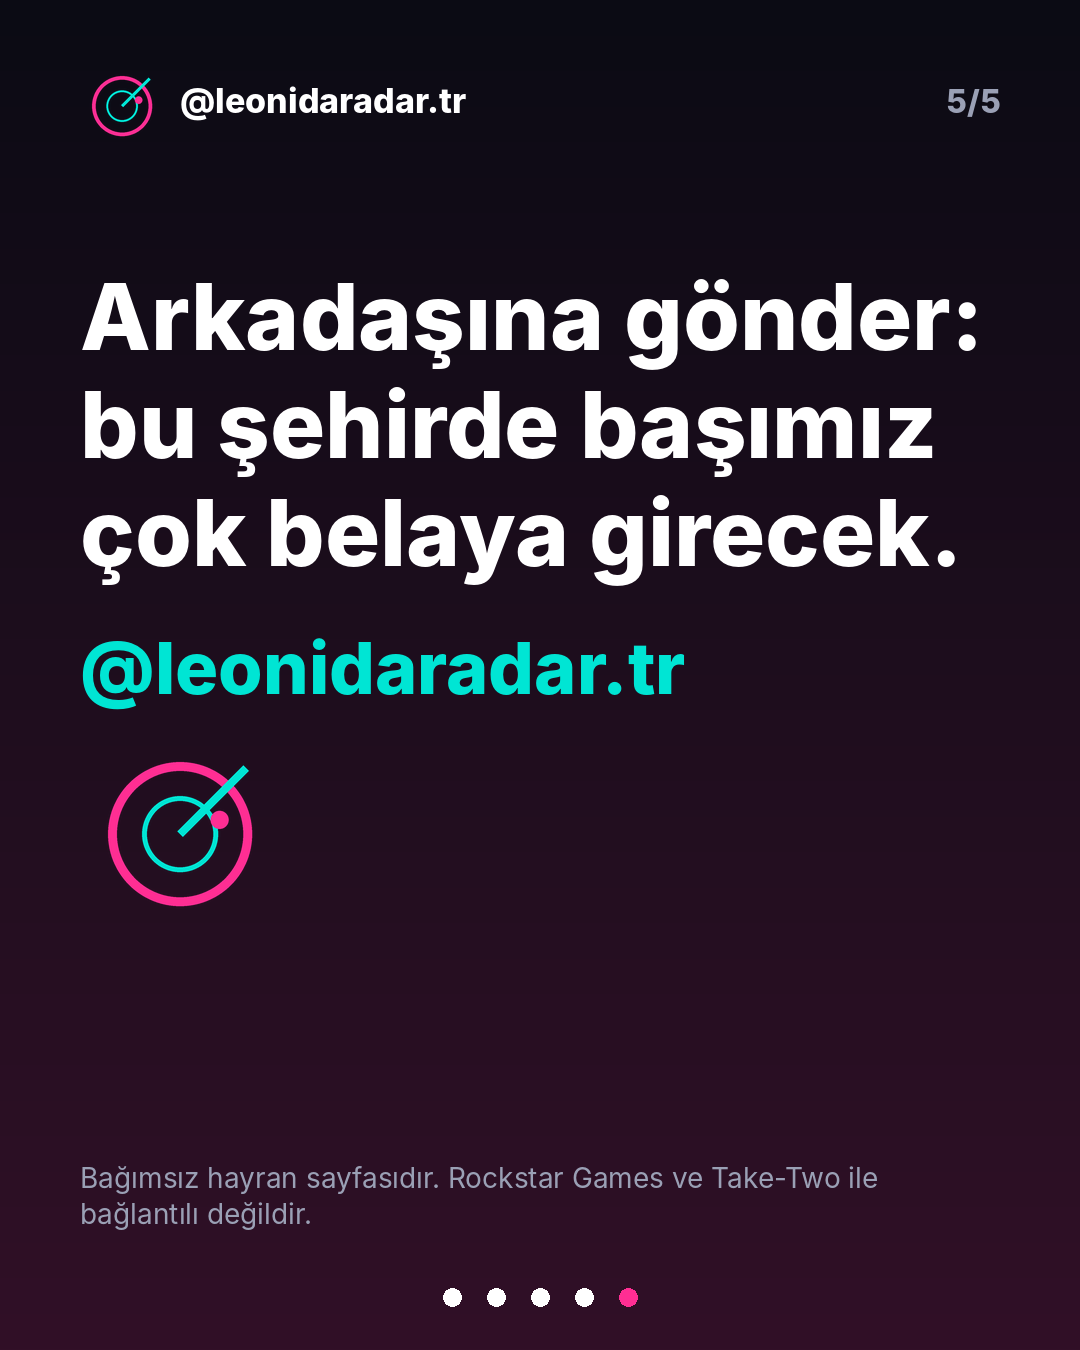 @leonidaradar.tr
5/5
Arkadaşına gönder:
bu şehirde başımız
çok belaya girecek.
@leonidaradar.tr
Bağımsız hayran sayfasıdır. Rockstar Games ve Take-Two ile
bağlantılı değildir.